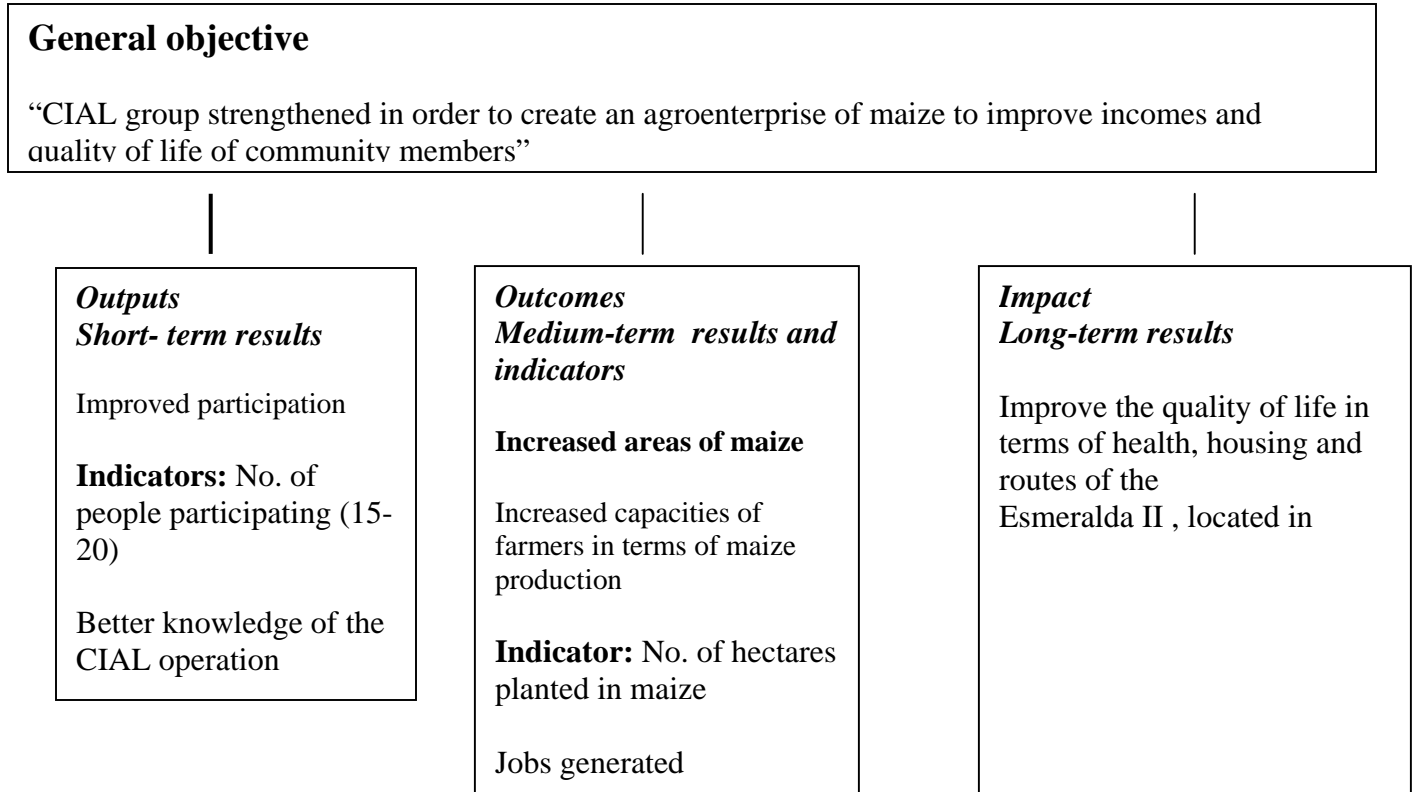 General objective
“CIAL group strengthened in order to create an agroenterprise of maize to improve incomes and
quality of life of community members”
Outputs
Short- term results
Improved participation
Indicators: No. of
people participating (15-
20)
Better knowledge of the
CIAL operation
Outcomes
Medium-term results and
indicators
Increased areas of maize
Increased capacities of
farmers in terms of maize
production
Indicator: No. of hectares
planted in maize
Jobs generated
Impact
Long-term results
Improve the quality of life in
terms of health, housing and
routes of the
Esmeralda II , located in